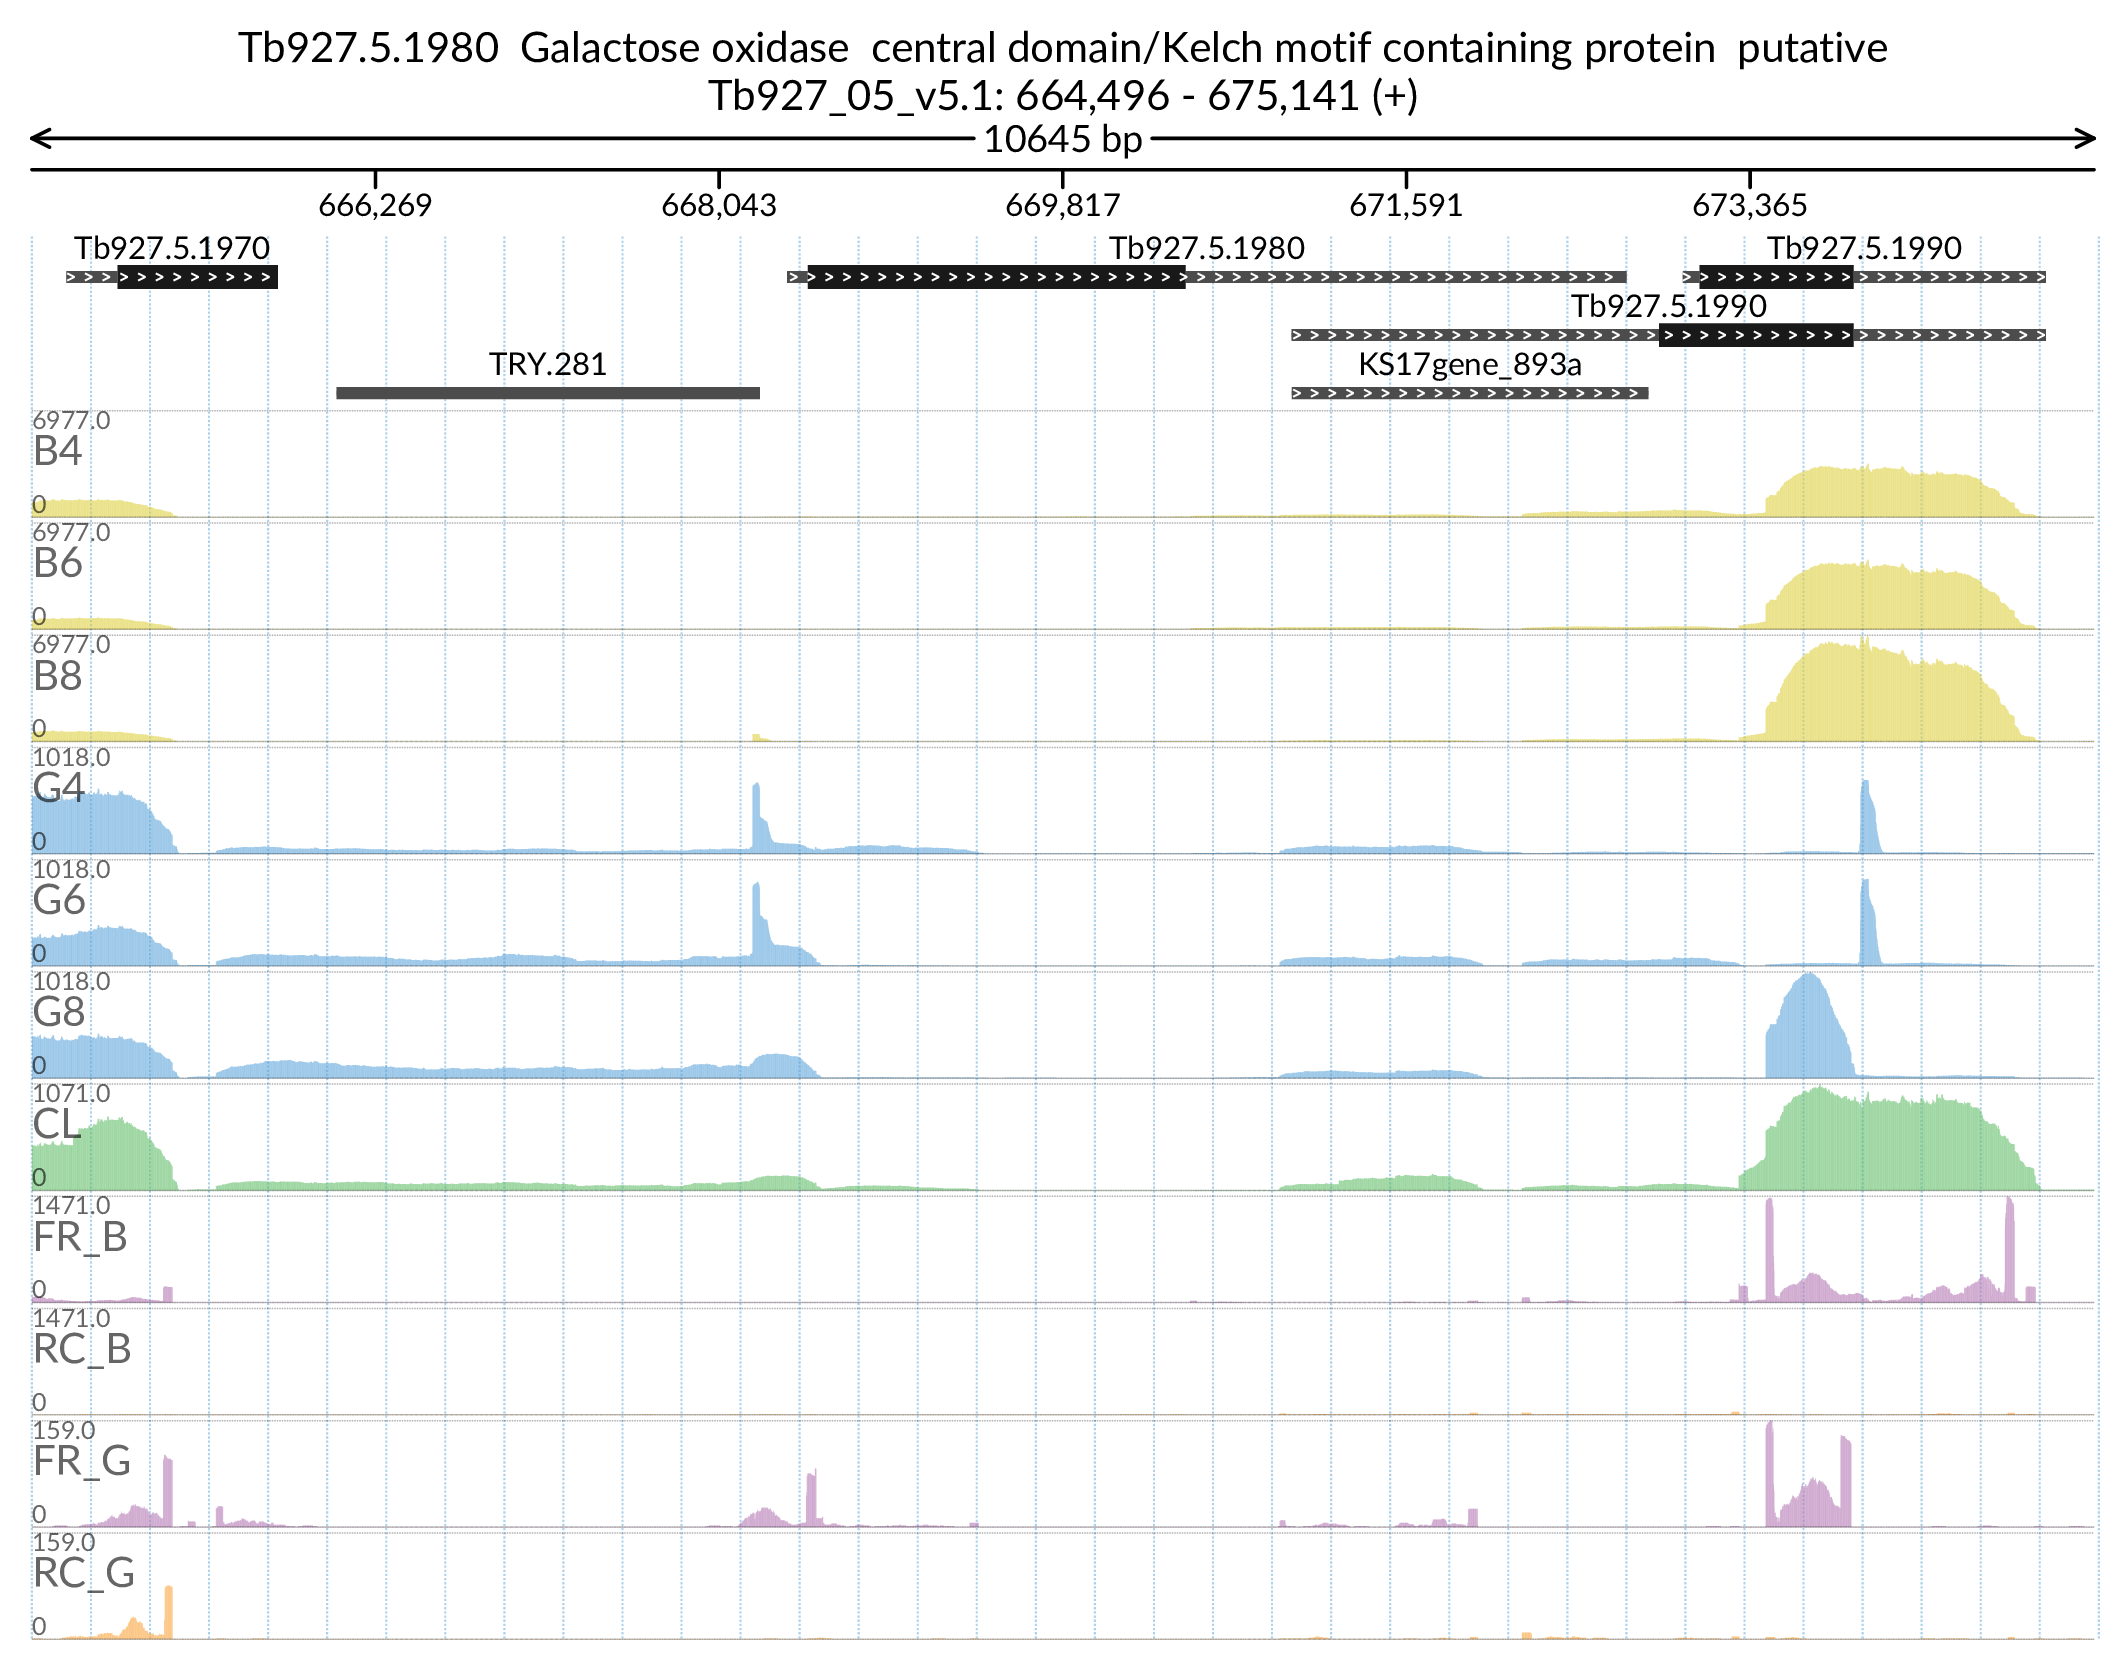 Tb927.5.1980  Galactose oxidase  central domain/Kelch motif containing protein  putative
Tb927_05_v5.1: 664,496 - 675,141 (+)
10645 bp
666,269 668,043 669,817 671,591 673,365
Tb927.5.1970 Tb927.5.1980 Tb927.5.1990
Tb927.5.1990
TRY.281 KS17gene_893a
6977.0
B4
0
6977.0
B6
0
6977.0
B8
0
1018.0
G4
0
1018.0
G6
0
1018.0
G8
0
1071.0
CL
0
1471.0
FR_B
0
1471.0
RC_B
0
159.0
FR_G
0
159.0
RC_G
0